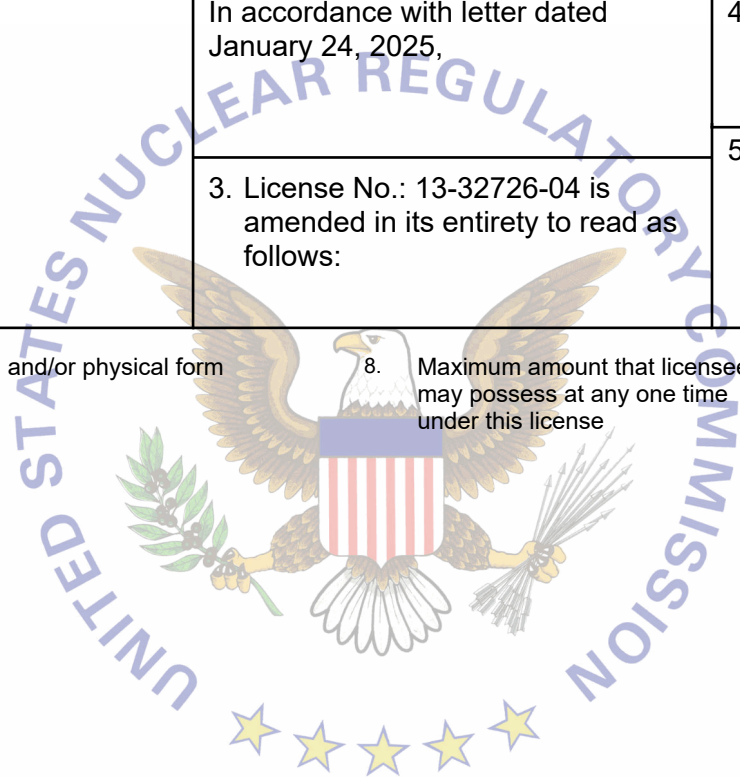 In accordance with letter dated
January 24, 2025,
4
5
3. License No.: 13-32726-04 is
amended in its entirety to read as
follows:
and/or physical form
8. Maximum amount that licensee
may possess at any one time
under this license
UNITED STATES NUCLEAR REGULATORY COMMISSION